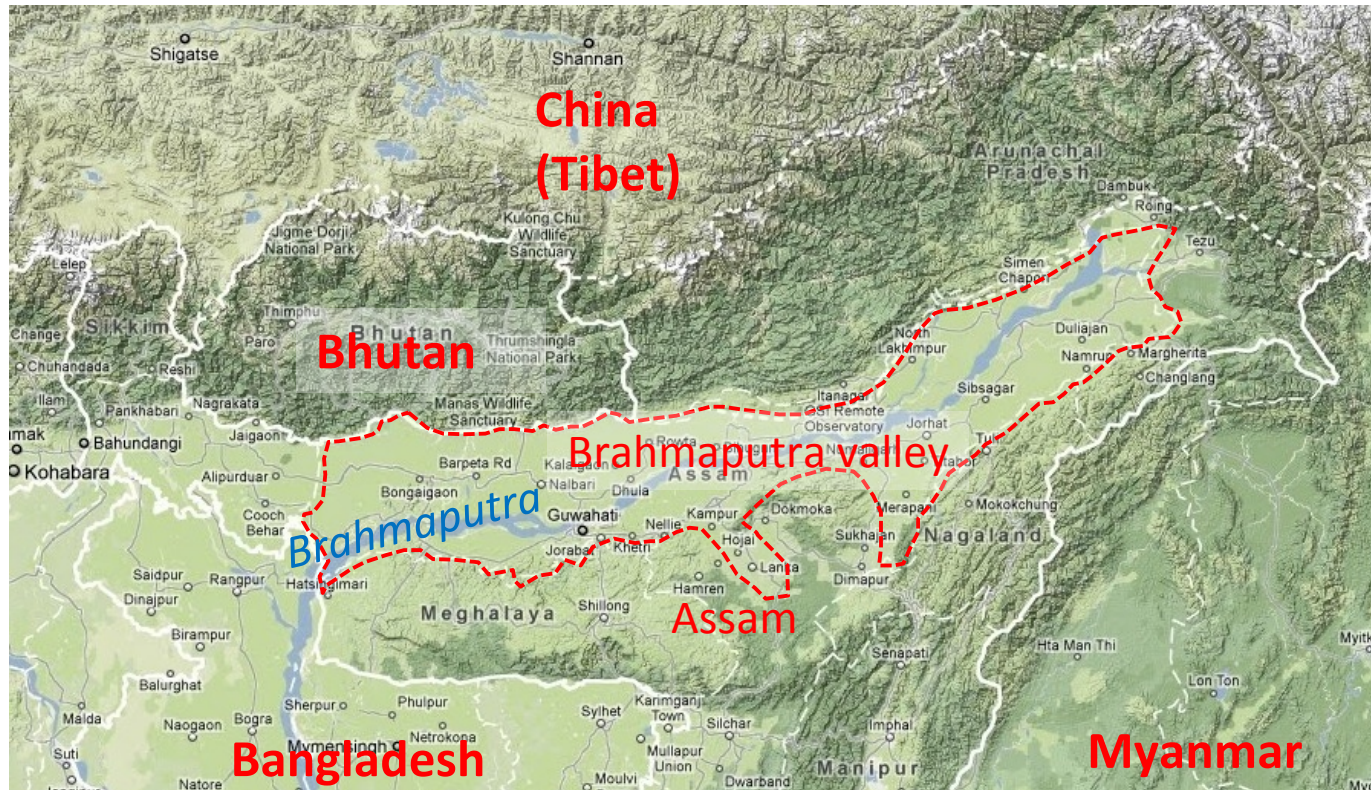 Shigatse
Shannan
China
(Tibet)
Arunachal
Pradesh
Dambuk
Roing
Tezu
Kulong Chu
Wildlife
Sanctuary
Jigme Dorji
National Park
Lelep
Simen
Chapori
Sikkim
Change
Chuhandada
Reshi
Thimphu
Paro
Bhutan
Bhutan
Thrumshingla
National Park
North
Lakhimpur
Duliajan
Namrup
Margherita
Changlang
Ilam
Pankhabari
Nagrakata
Manas Wildlife
Sanctuary
Itanagar
SI Remote
Observatory
Sibsagar
Bahundangi
Kohabara
Jaigaon
Rowta
Jorhat
Brahmaputra valley
Assam
Alipurduar
Barpeta Rd
Nalbari
Dhula
Bongaigaon
Cooch
Behar
Brahmaputra
Guwahati
Nellie
Kampur
Dokmoka
Merapani
Mokokchung
Nagaland
Jorabat
Khetri
Hojai
Lanka
Sukhajan
Dimapur
Hamren
Saidpur
Rangpur
Hatsingimari
Dinajpur
Meghalaya
Shillong
Assam
Birampur
Senapati
Hta Man Thi
Balurghat
Lon Ton
Malda
Sherpur
Phulpur
Karimganj
Town
Naogaon
Bogra
Netrokona
Sylhet
Silchar
Imphal
Suti
Mymensingh
Bangladesh
Mullapur
Union
Myanmar
Natore
Moulvi
Dwarband
Manipur